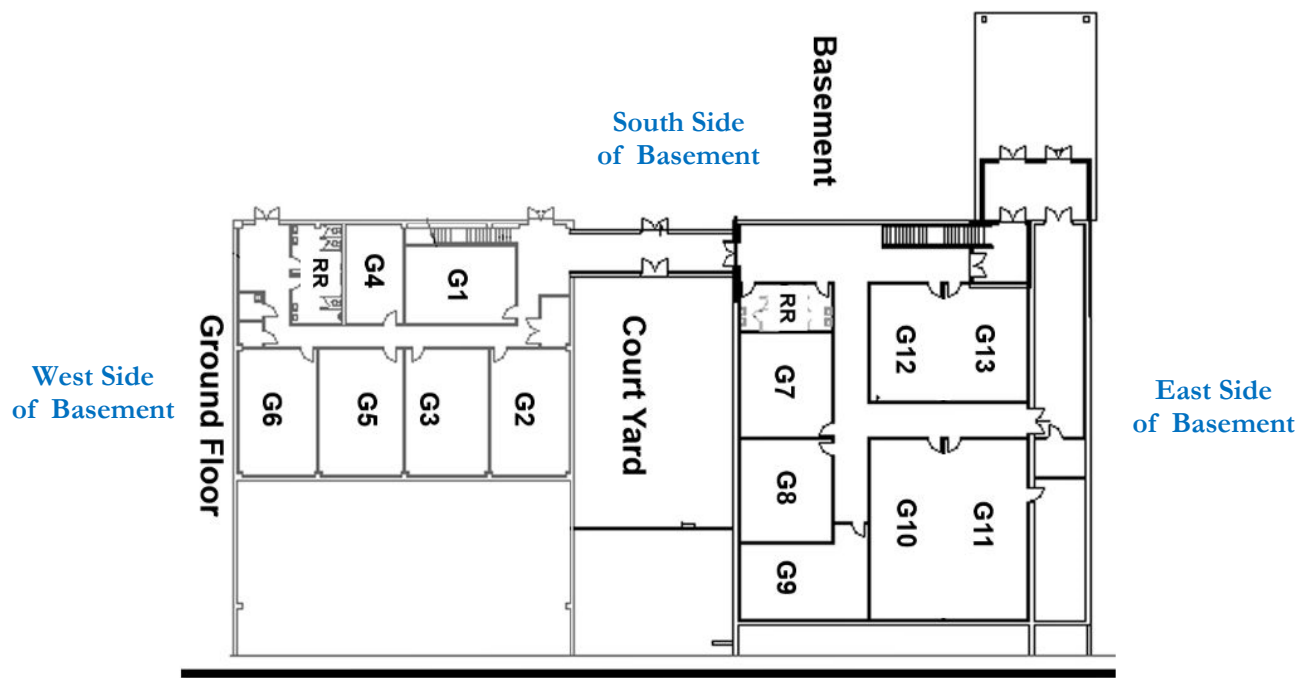 Basement
South Side
of Basement
RR
G4
G1
RR
G12
G13
Ground Floor
Court Yard
G7
West Side
of Basement
East Side
of Basement
G6
G5
G3
G2
G8
G10
G11
G9